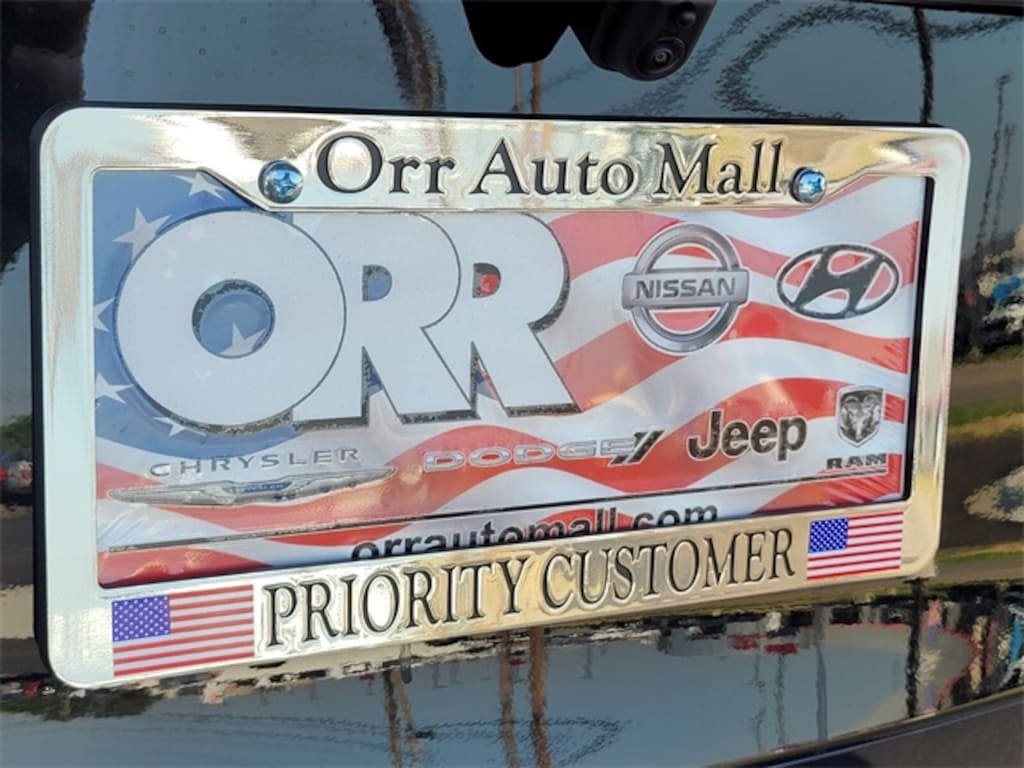 Orr Auto Mall
ORR
NISSAN
CHRYSLER
DODGE
Jeep
RAM
orrautomall.com
PRIORITY CUSTOMER